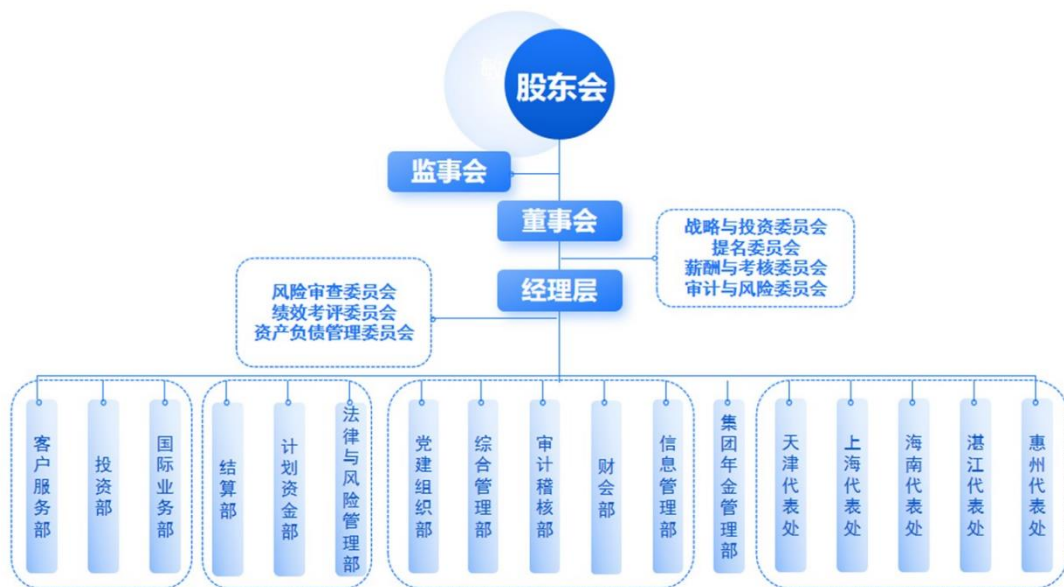 股东会
监事会
董事会
战略与投资委员会
提名委员会
薪酬与考核委员会
审计与风险委员会
经理层
风险审查委员会
绩效考评委员会
资产负债管理委员会
客户服务部
投资部
国际业务部
结算部
计划资金部
法律与风险管理部
党建组织部
综合管理部
审计稽核部
财会部
信息管理部
集团年金管理部
天津代表处
上海代表处
海南代表处
湛江代表处
惠州代表处